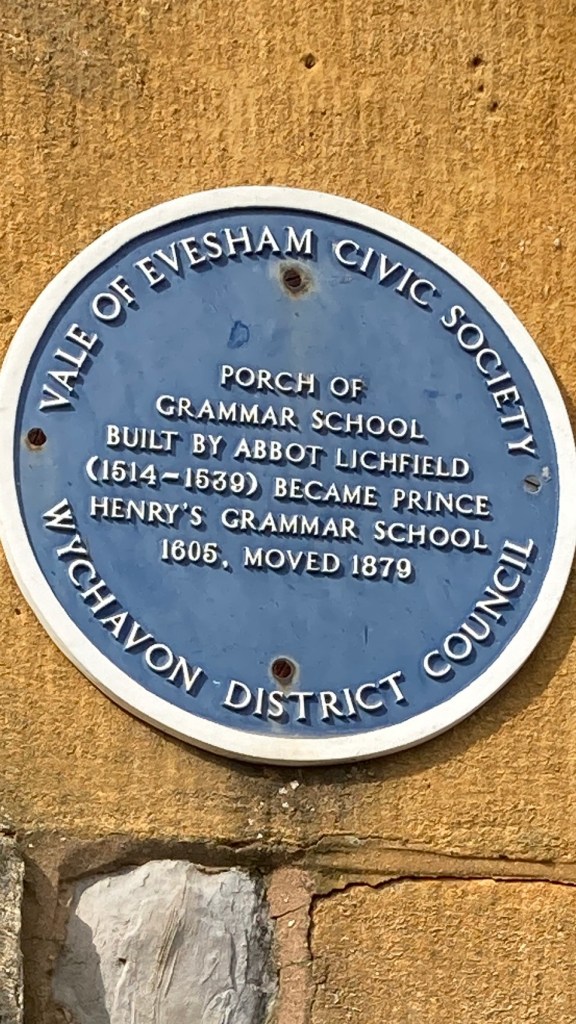 VALE OF EVESHAM CIVIC SOCIETY
PORCH OF
GRAMMAR SCHOOL
BUILT BY ABBOT LICHFIELD
(1514-1539) BECAME PRINCE
HENRY'S GRAMMAR SCHOOL
1605, MOVED 1879
WYCHAVON DISTRICT COUNCIL